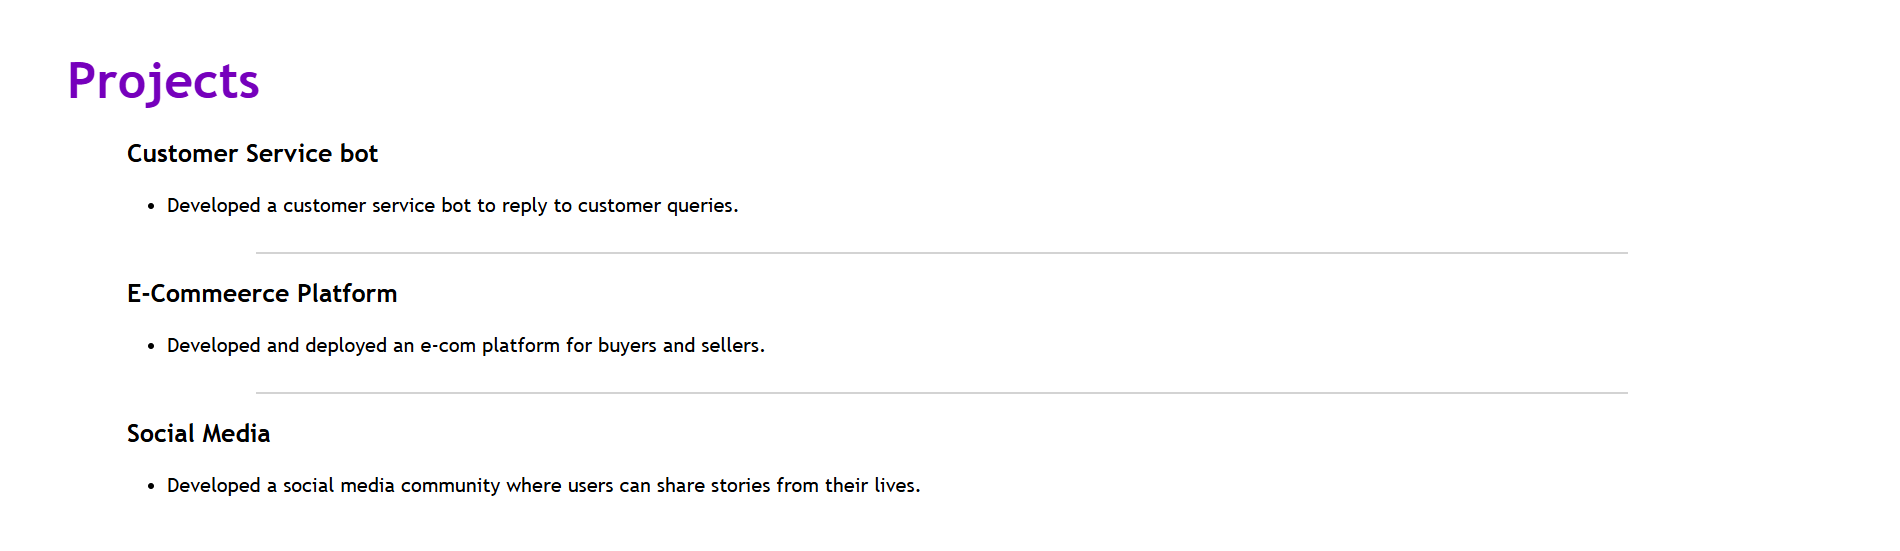 Projects
Customer Service bot
• Developed a customer service bot to reply to customer queries.
E-Commeerce Platform
• Developed and deployed an e-com platform for buyers and sellers.
Social Media
• Developed a social media community where users can share stories from their lives.